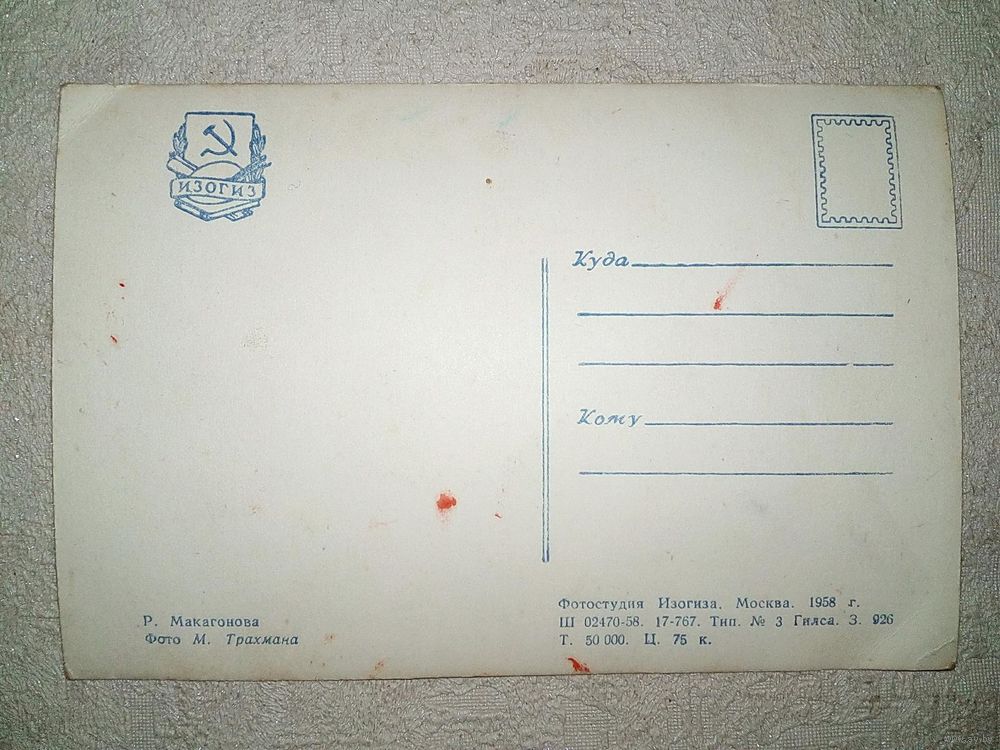 ИЗОГИЗ
Куда
Кому
Р. Макагонова
Фото М. Трахмана
Фотостудия Изогиза. Москва. 1958 г.
Ш 02470-58. 17-767. Тип. № 3 Гилса. З. 926
Т. 50 000. Ц. 75 к.